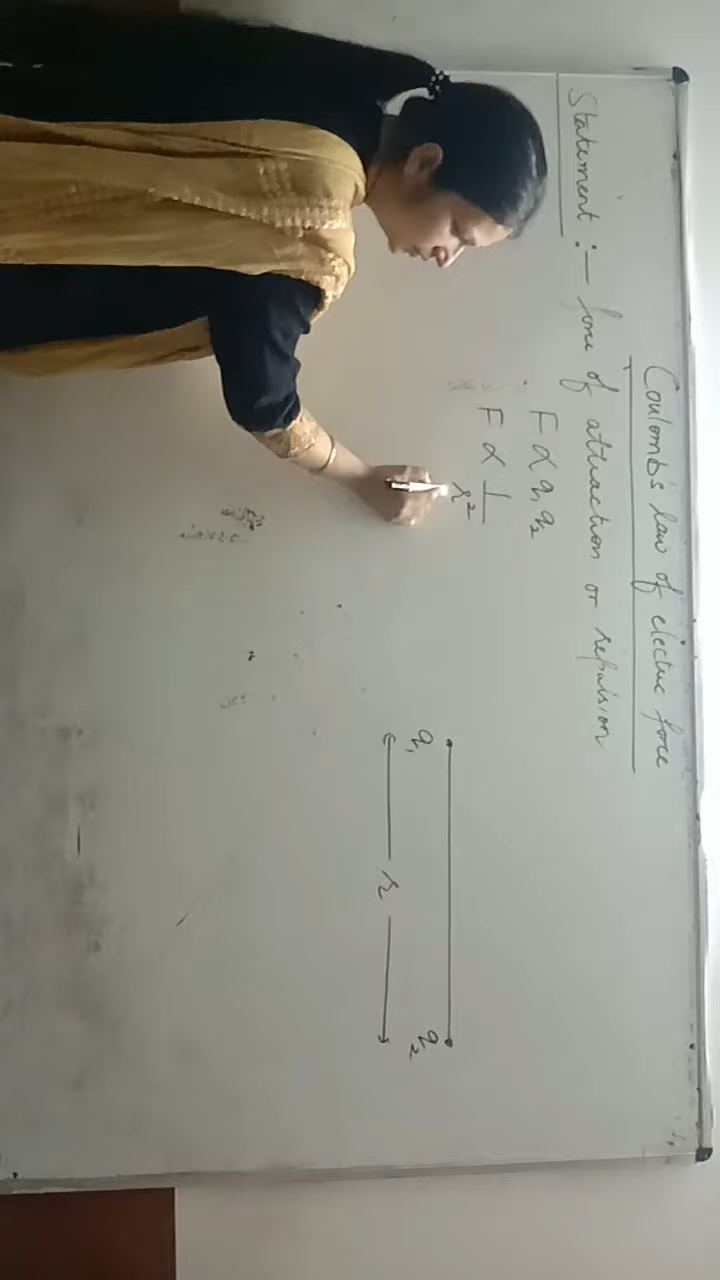 Coulomb's law of electric force
Statement :- force of attraction or repulsion
F ∝ q₁ q₂
F ∝ 1/r²
q₁ q₂
r